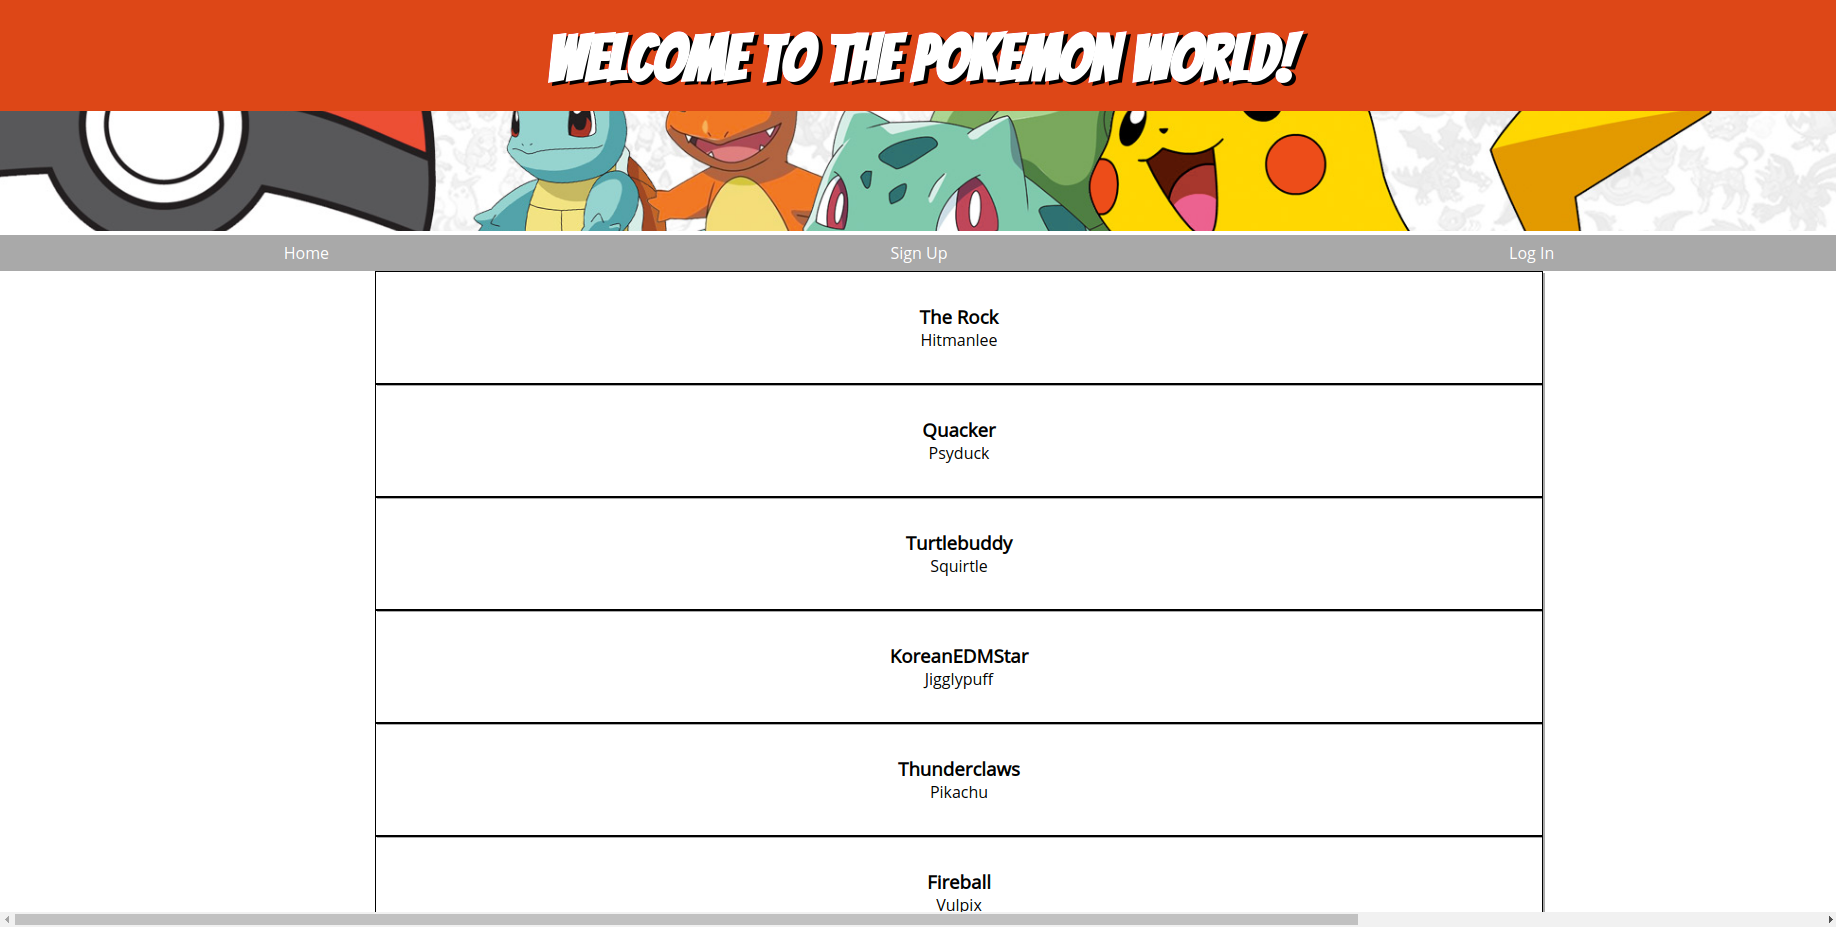 WELCOME TO THE POKEMON WORLD!
Home Sign Up Log In
The Rock
Hitmanlee
Quacker
Psyduck
Turtlebuddy
Squirtle
KoreanEDMStar
Jigglypuff
Thunderclaws
Pikachu
Fireball
Vulpix